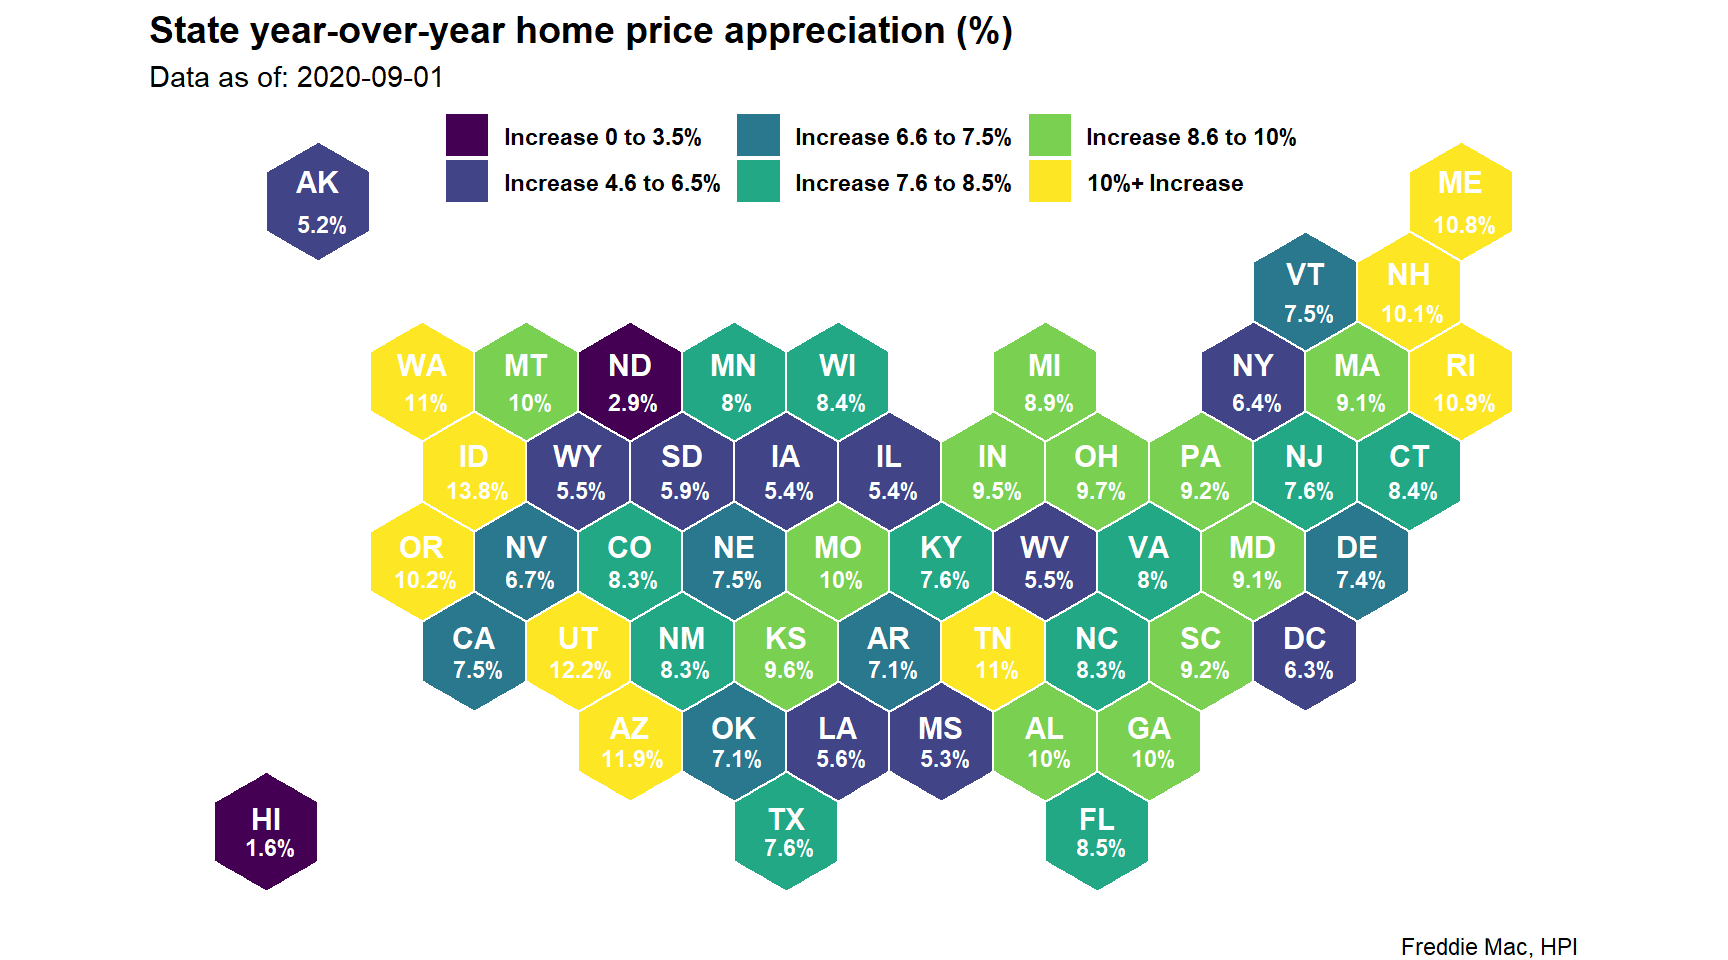 State year-over-year home price appreciation (%)
Data as of: 2020-09-01
Increase 0 to 3.5%
Increase 6.6 to 7.5%
Increase 8.6 to 10%
Increase 4.6 to 6.5%
Increase 7.6 to 8.5%
10%+ Increase
AK
5.2%
ME
10.8%
VT
7.5%
NH
10.1%
WA
11%
MT
10%
ND
2.9%
MN
8%
WI
8.4%
MI
8.9%
NY
6.4%
MA
9.1%
RI
10.9%
ID
13.8%
WY
5.5%
SD
5.9%
IA
5.4%
IL
5.4%
IN
9.5%
OH
9.7%
PA
9.2%
NJ
7.6%
CT
8.4%
OR
10.2%
NV
6.7%
CO
8.3%
NE
7.5%
MO
10%
KY
7.6%
WV
5.5%
VA
8%
MD
9.1%
DE
7.4%
CA
7.5%
UT
12.2%
NM
8.3%
KS
9.6%
AR
7.1%
TN
11%
NC
8.3%
SC
9.2%
DC
6.3%
AZ
11.9%
OK
7.1%
LA
5.6%
MS
5.3%
AL
10%
GA
10%
HI
1.6%
TX
7.6%
FL
8.5%
Freddie Mac, HPI